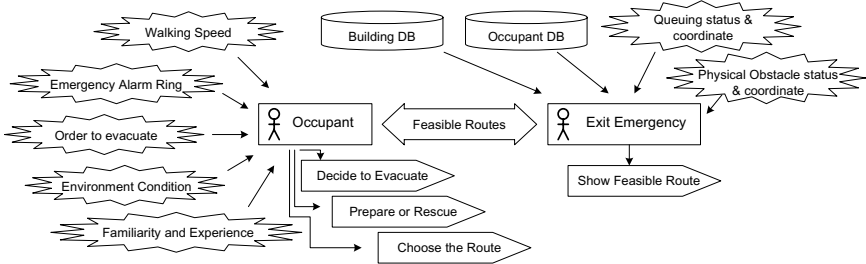 Walking Speed
Emergency Alarm Ring
Order to evacuate
Environment Condition
Familiarity and Experience
Occupant
Decide to Evacuate
Prepare or Rescue
Choose the Route
Feasible Routes
Building DB
Occupant DB
Queuing status &
coordinate
Physical Obstacle status
& coordinate
Exit Emergency
Show Feasible Route